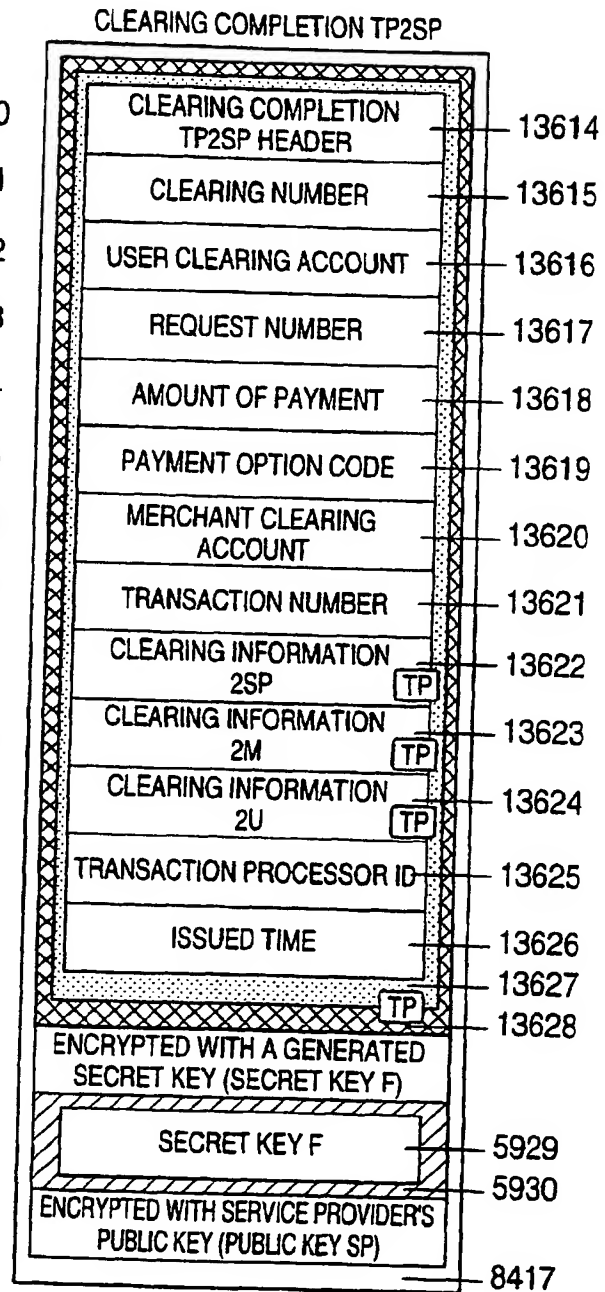 CLEARING COMPLETION TP2SP
CLEARING COMPLETION
TP2SP HEADER
13614
CLEARING NUMBER
13615
USER CLEARING ACCOUNT
13616
REQUEST NUMBER
13617
AMOUNT OF PAYMENT
13618
PAYMENT OPTION CODE
13619
MERCHANT CLEARING
ACCOUNT
13620
TRANSACTION NUMBER
13621
CLEARING INFORMATION
2SP
TP
13622
CLEARING INFORMATION
2M
TP
13623
CLEARING INFORMATION
2U
TP
13624
TRANSACTION PROCESSOR ID
13625
ISSUED TIME
13626
13627
TP
13628
ENCRYPTED WITH A GENERATED
SECRET KEY (SECRET KEY F)
SECRET KEY F
5929
5930
ENCRYPTED WITH SERVICE PROVIDER'S
PUBLIC KEY (PUBLIC KEY SP)
8417